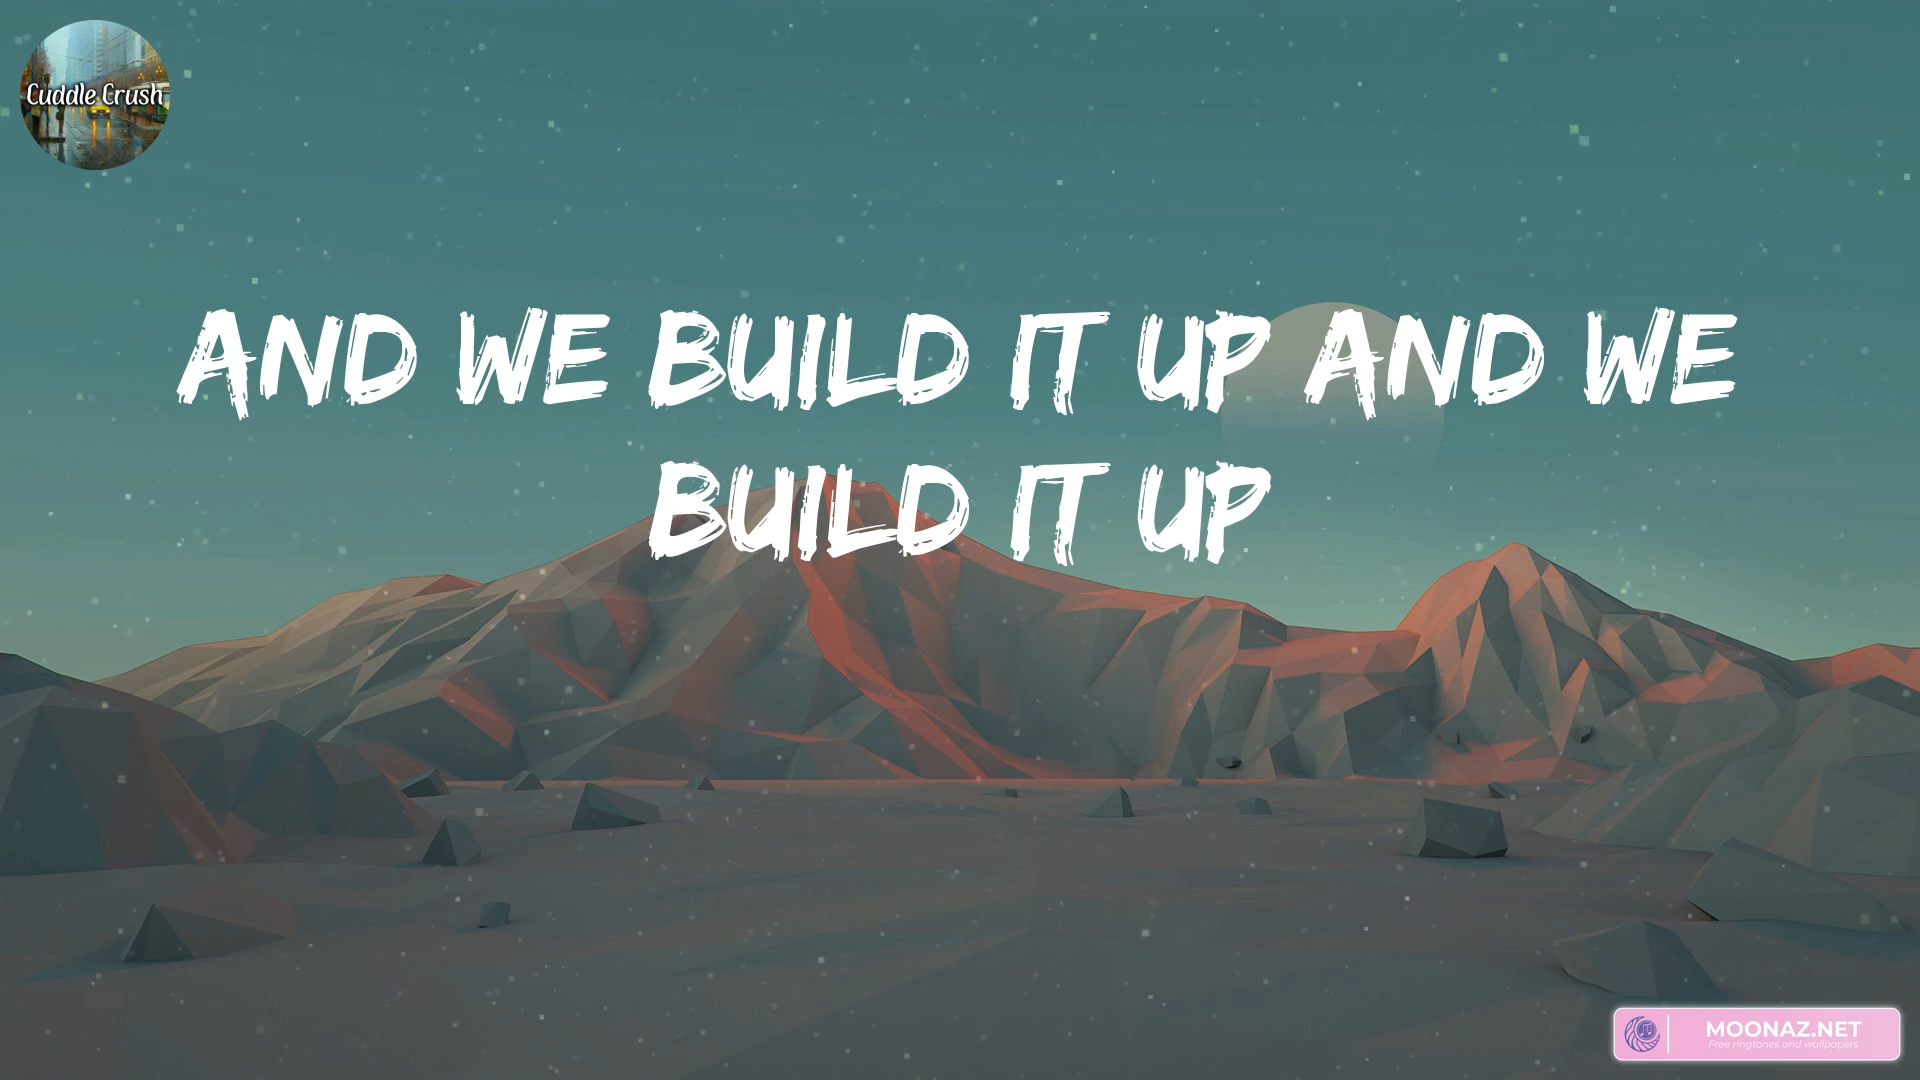 Cuddle Crush
AND WE BUILD IT UP AND WE
BUILD IT UP
MOONAZ.NET
Free ringtones and wallpapers